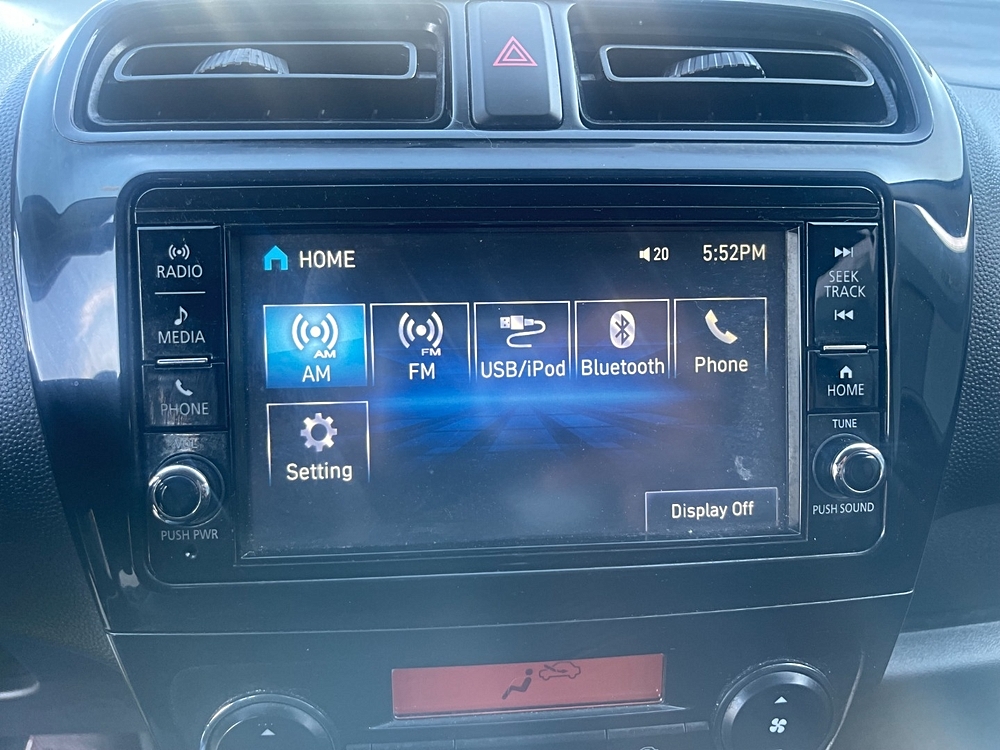 HOME
20
5:52PM
RADIO
MEDIA
PHONE
VOL
PUSH PWR
AM
AM
FM
FM
USB/iPod
Bluetooth
Phone
Setting
Display Off
SEEK
TRACK
HOME
TUNE
PUSH SOUND